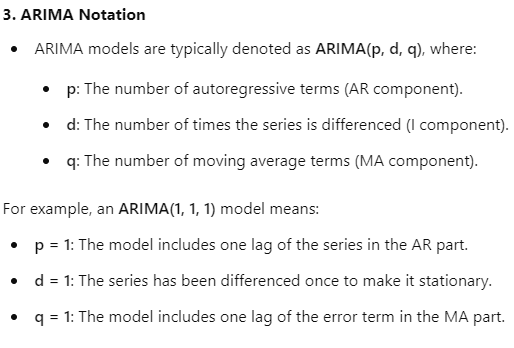 3. ARIMA Notation
• ARIMA models are typically denoted as ARIMA(p, d, q), where:
• p: The number of autoregressive terms (AR component).
• d: The number of times the series is differenced (I component).
• q: The number of moving average terms (MA component).
For example, an ARIMA(1, 1, 1) model means:
• p = 1: The model includes one lag of the series in the AR part.
• d = 1: The series has been differenced once to make it stationary.
• q = 1: The model includes one lag of the error term in the MA part.